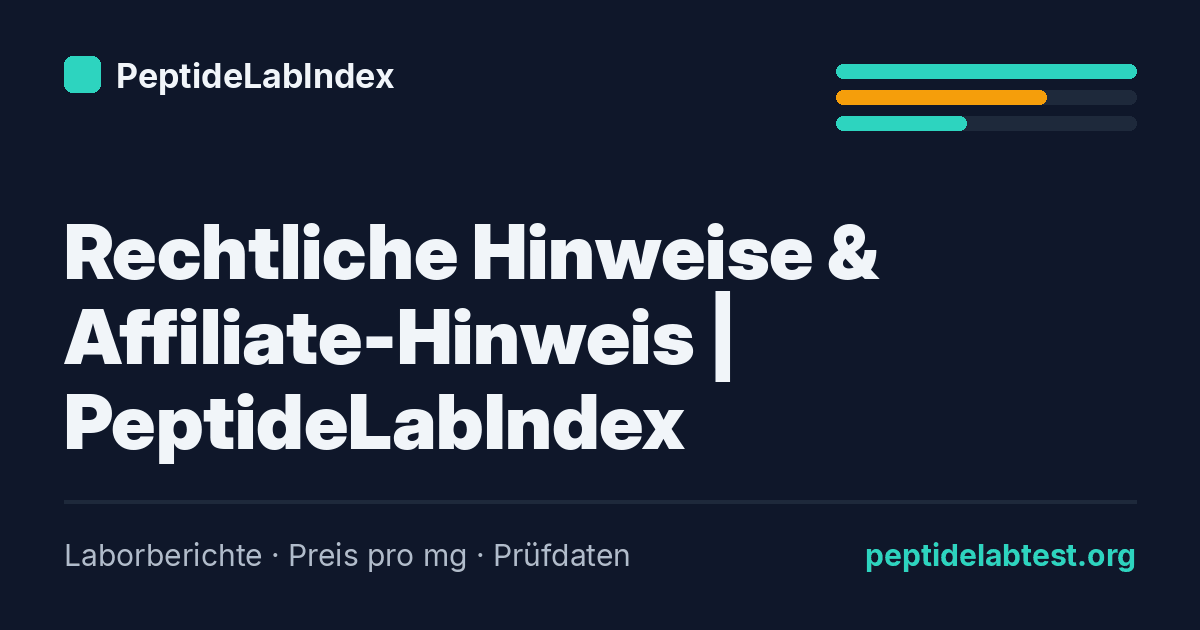 PeptideLabIndex
Rechtliche Hinweise &
Affiliate-Hinweis |
PeptideLabIndex
Laborberichte · Preis pro mg · Prüfdaten
peptidelabtest.org